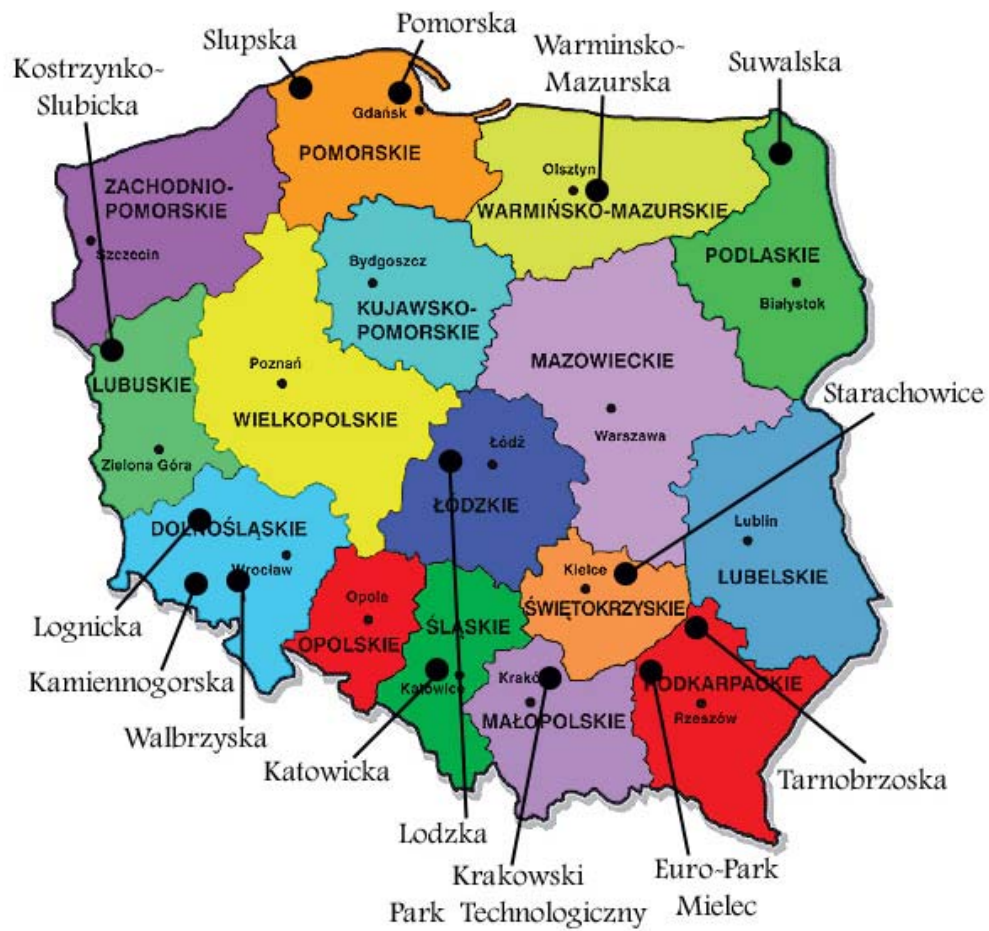 Slupska
Pomorska
Warminsko-
Mazurska
Suwalska
Kostrzynko-
Slubicka
Gdańsk
POMORSKIE
ZACHODNIO-
POMORSKIE
Szczecin
Olsztyn
WARMIŃSKO-MAZURSKIE
PODLASKIE
Białystok
Bydgoszcz
KUJAWSKO-
POMORSKIE
MAZOWIECKIE
Warszawa
LUBUSKIE
Zielona Góra
Poznań
WIELKOPOLSKIE
Starachowice
Łódź
ŁÓDZKIE
DOLNOŚLĄSKIE
Wrocław
Lublin
LUBELSKIE
Kielce
ŚWIĘTOKRZYSKIE
Opole
OPOLSKIE
ŚLĄSKIE
Katowice
Kraków
MAŁOPOLSKIE
PODKARPACKIE
Rzeszów
Lognicka
Kamiennogorska
Walbrzyska
Katowicka
Lodzka
Krakowski
Park Technologiczny
Euro-Park
Mielec
Tarnobrzoska